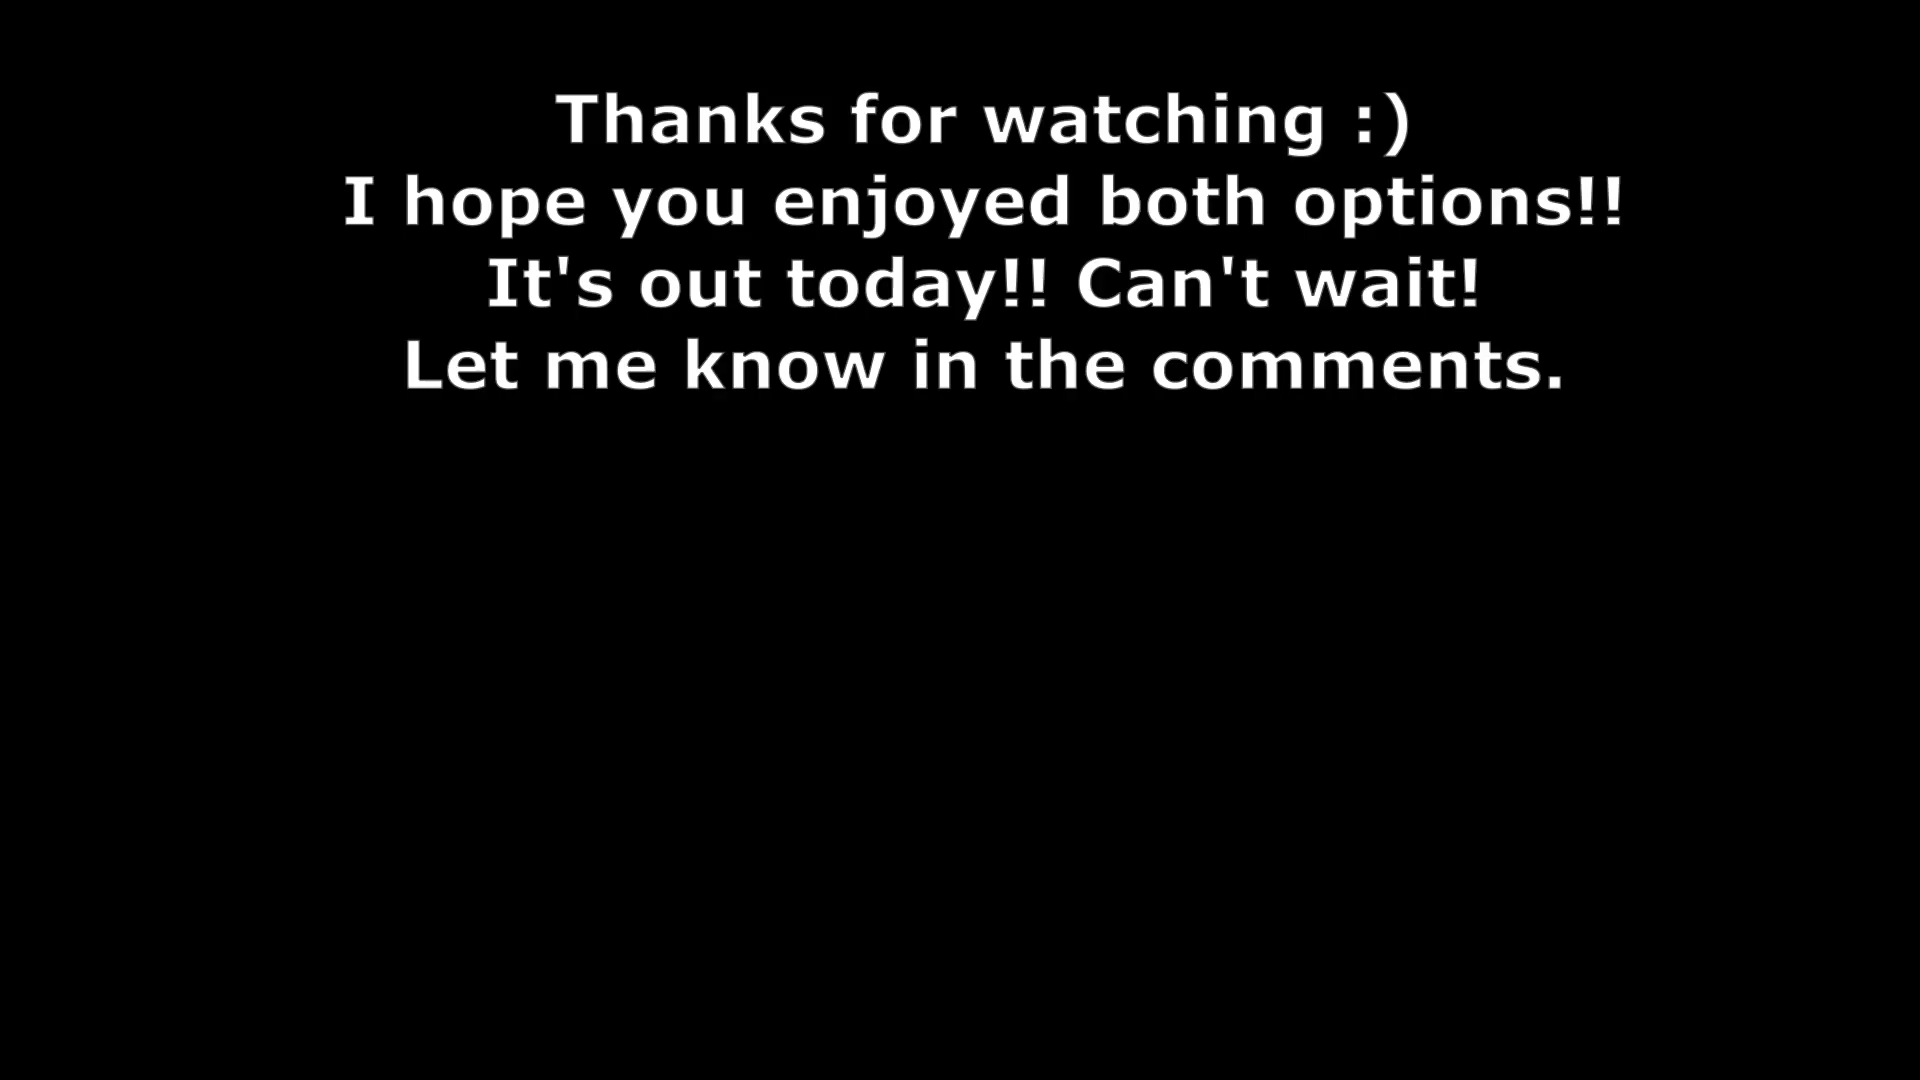 Thanks for watching :)
I hope you enjoyed both options!!
It's out today!! Can't wait!
Let me know in the comments.